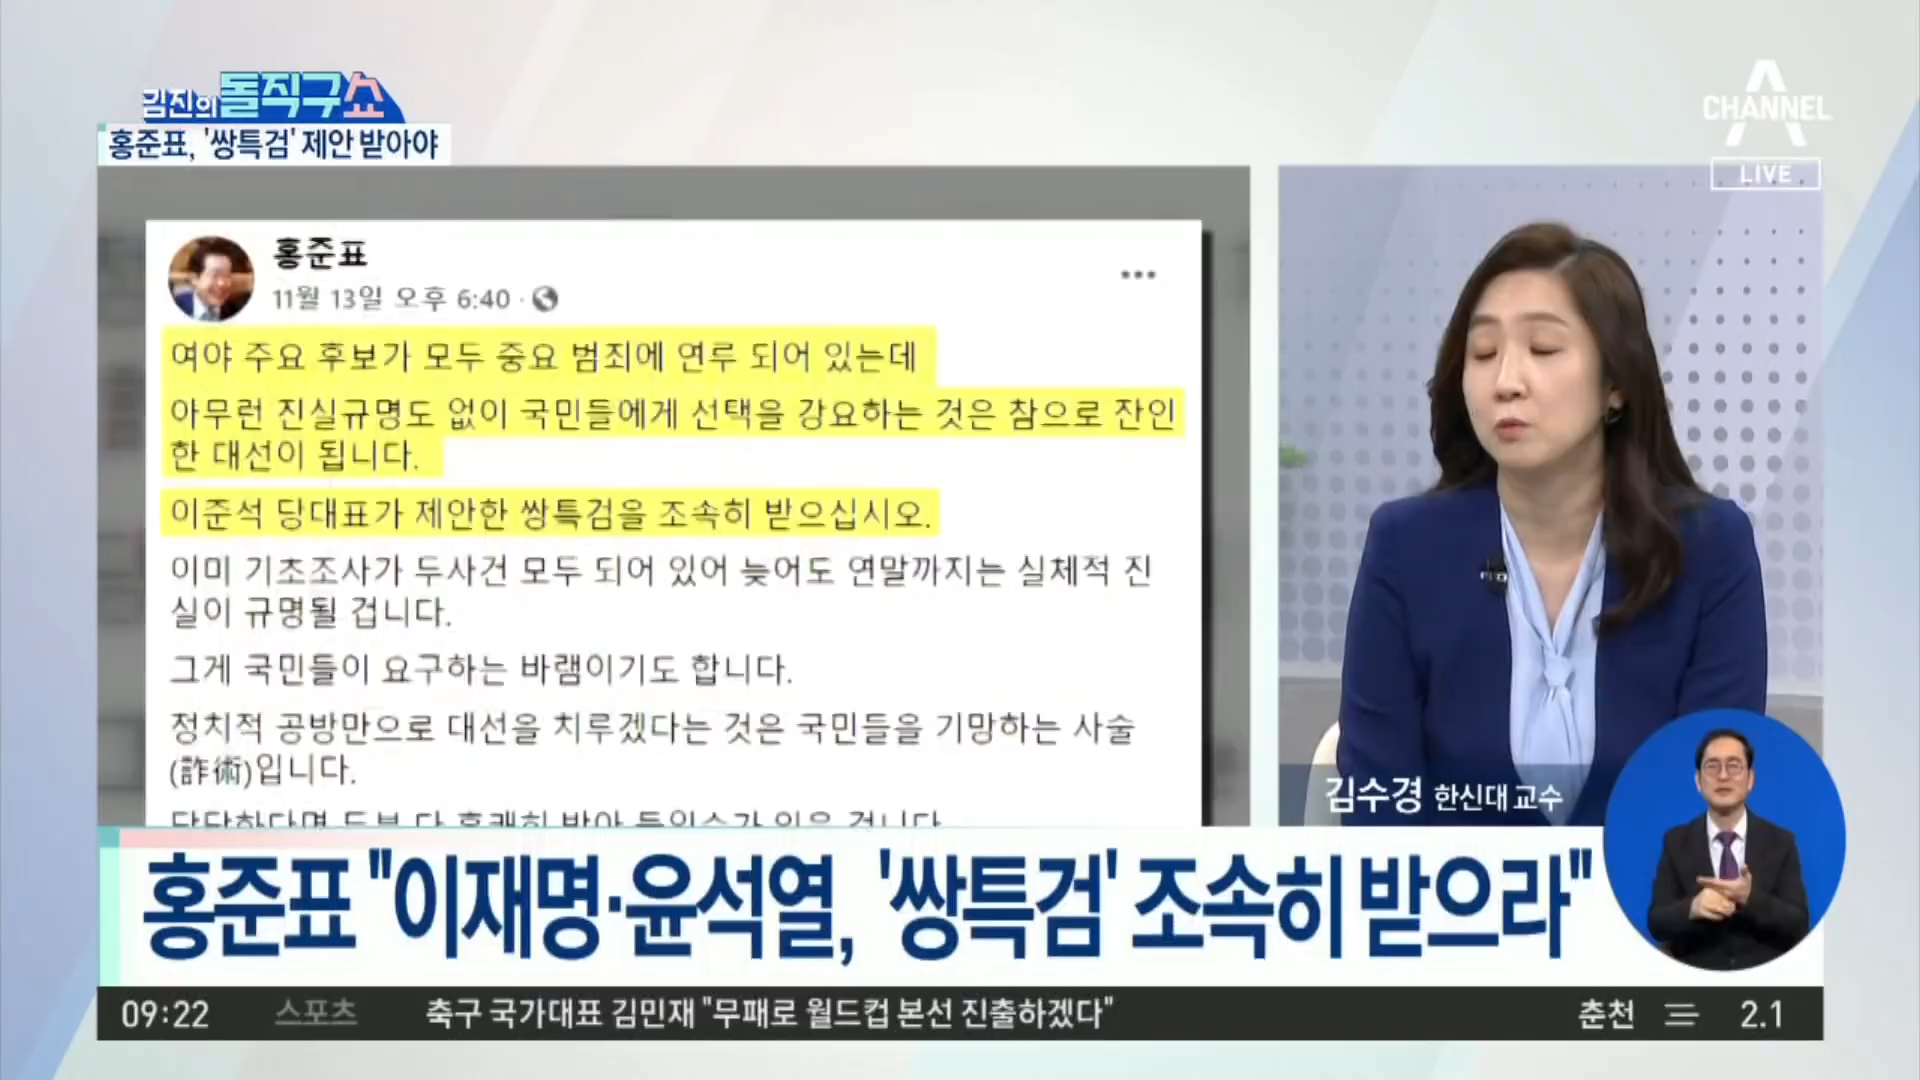 김진의 돌직구쇼
홍준표, '쌍특검' 제안 받아야
CHANNEL A
LIVE
홍준표
11월 13일 오후 6:40 ·
여야 주요 후보가 모두 중요 범죄에 연루 되어 있는데
아무런 진실규명도 없이 국민들에게 선택을 강요하는 것은 참으로 잔인
한 대선이 됩니다.
이준석 당대표가 제안한 쌍특검을 조속히 받으십시오.
이미 기초조사가 두사건 모두 되어 있어 늦어도 연말까지는 실체적 진
실이 규명될 겁니다.
그게 국민들이 요구하는 바램이기도 합니다.
정치적 공방만으로 대선을 치루겠다는 것은 국민들을 기망하는 사술
(詐術)입니다.
김수경 한신대 교수
홍준표 "이재명·윤석열, '쌍특검' 조속히 받으라"
09:22 스포츠 축구 국가대표 김민재 "무패로 월드컵 본선 진출하겠다" 춘천 2.1